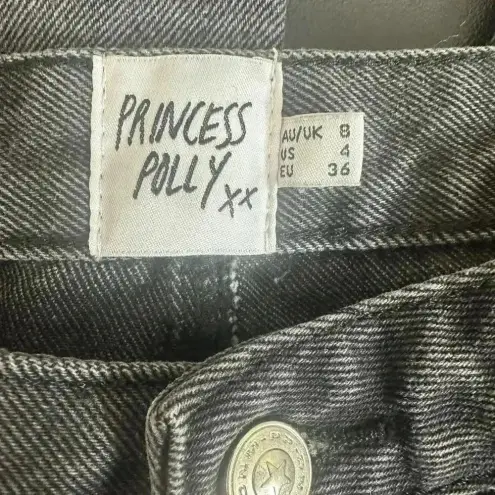 PRINCESS
POLLY
xx
AU/UK 8
US 4
EU 36